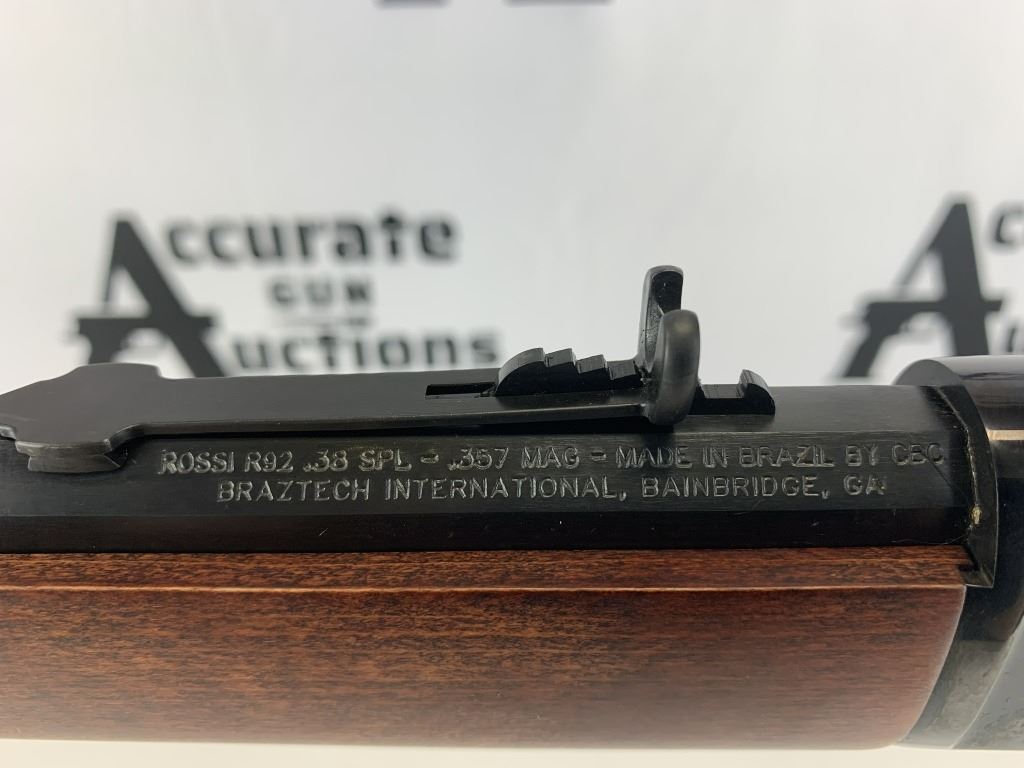 Accurate
GUN
Auctions
ROSSI R92 .38 SPL - .357 MAG - MADE IN BRAZIL BY CBC
BRAZTECH INTERNATIONAL, BAINBRIDGE, GA